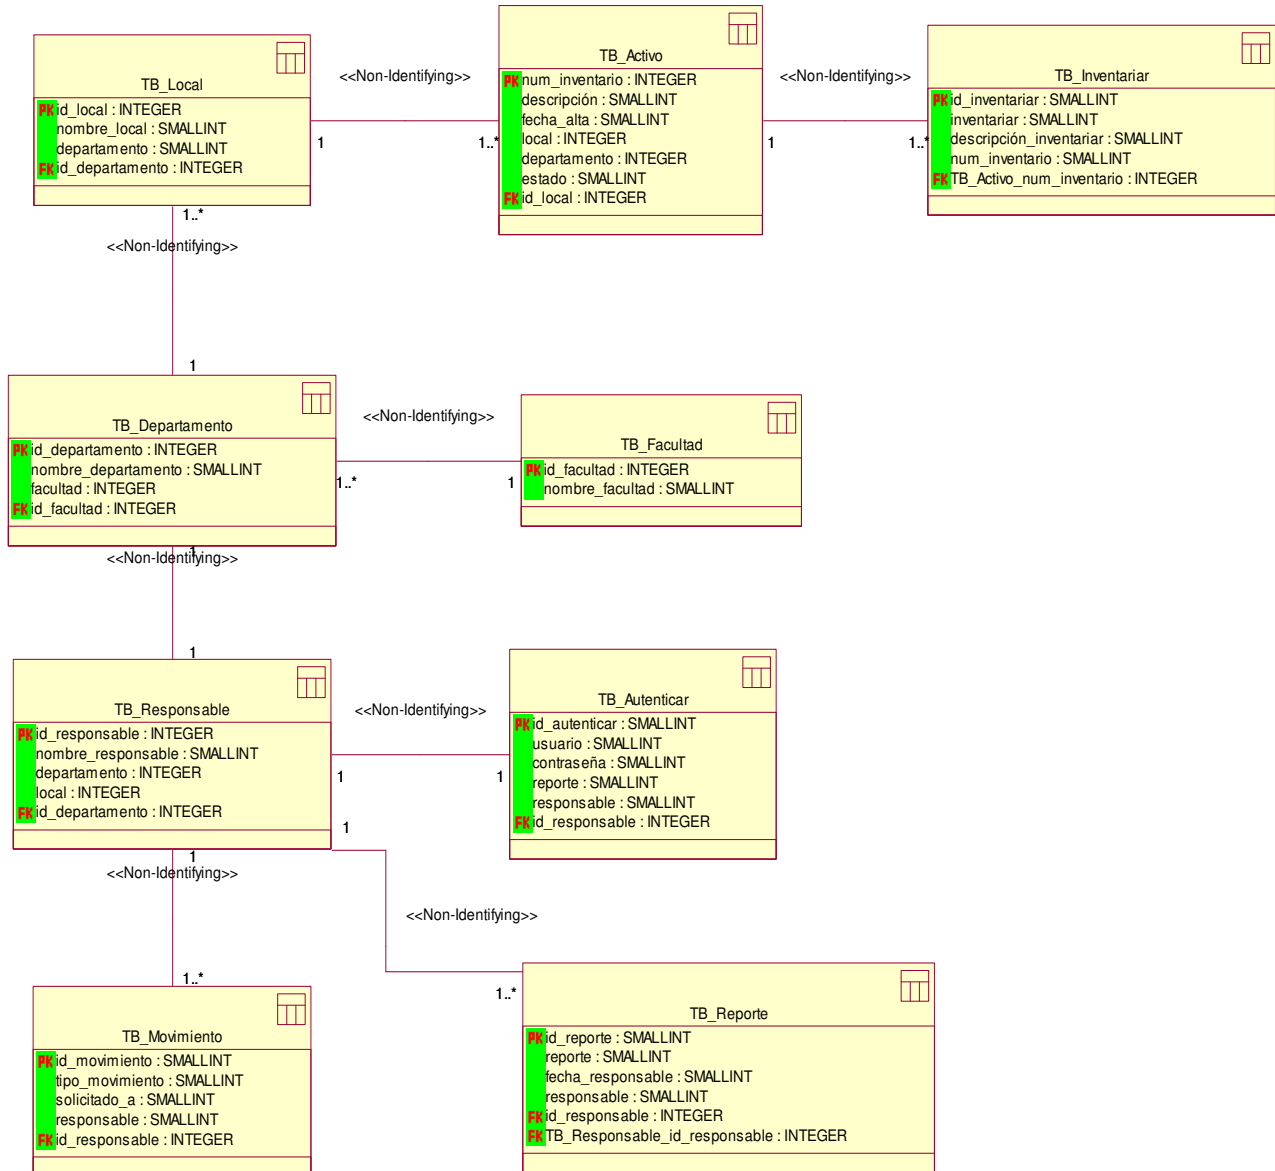 TB_Local
PK id_local : INTEGER
nombre_local : SMALLINT
departamento : SMALLINT
FK id_departamento : INTEGER
<<Non-Identifying>>
1
1..*
TB_Activo
PK num_inventario : INTEGER
descripción : SMALLINT
fecha_alta : SMALLINT
local : INTEGER
departamento : INTEGER
estado : SMALLINT
FK id_local : INTEGER
<<Non-Identifying>>
1
1..*
TB_Inventariar
PK id_inventariar : SMALLINT
inventariar : SMALLINT
descripción_inventariar : SMALLINT
num_inventario : SMALLINT
FK TB_Activo_num_inventario : INTEGER
1..*
<<Non-Identifying>>
1
TB_Departamento
PK id_departamento : INTEGER
nombre_departamento : SMALLINT
facultad : INTEGER
FK id_facultad : INTEGER
<<Non-Identifying>>
1..*
1
TB_Facultad
PK id_facultad : INTEGER
nombre_facultad : SMALLINT
1
<<Non-Identifying>>
1
TB_Responsable
PK id_responsable : INTEGER
nombre_responsable : SMALLINT
departamento : INTEGER
local : INTEGER
FK id_departamento : INTEGER
<<Non-Identifying>>
1
1
TB_Autenticar
PK id_autenticar : SMALLINT
usuario : SMALLINT
contraseña : SMALLINT
reporte : SMALLINT
responsable : SMALLINT
FK id_responsable : INTEGER
1
1
<<Non-Identifying>>
<<Non-Identifying>>
1..*
1..*
TB_Movimiento
PK id_movimiento : SMALLINT
tipo_movimiento : SMALLINT
solicitado_a : SMALLINT
responsable : SMALLINT
FK id_responsable : INTEGER
TB_Reporte
PK id_reporte : SMALLINT
reporte : SMALLINT
fecha_responsable : SMALLINT
responsable : SMALLINT
FK id_responsable : INTEGER
FK TB_Responsable_id_responsable : INTEGER